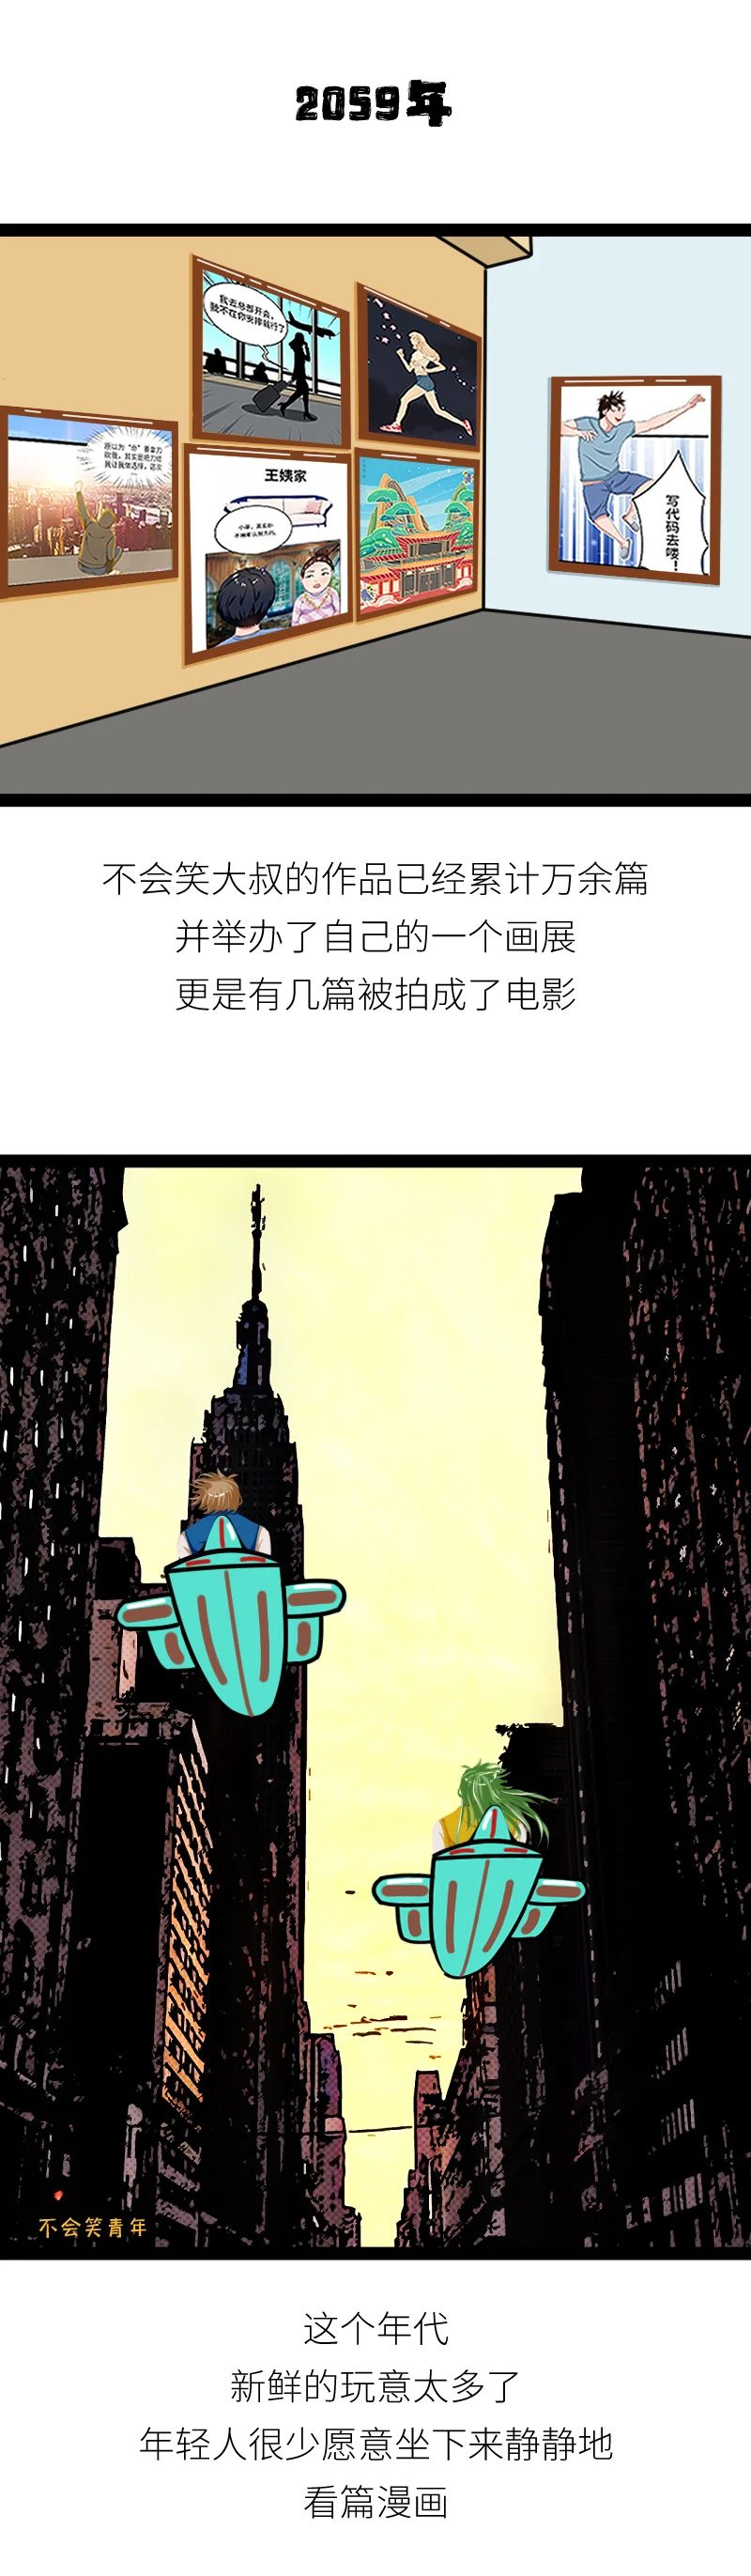 2059年
我去总部开会,
能不在你安排就行了
王姨家
写代码去喽!
不会笑大叔的作品已经累计万余篇
并举办了自己的一个画展
更是有几篇被拍成了电影
不会笑青年
这个年代
新鲜的玩意太多了
年轻人很少愿意坐下来静静地
看篇漫画